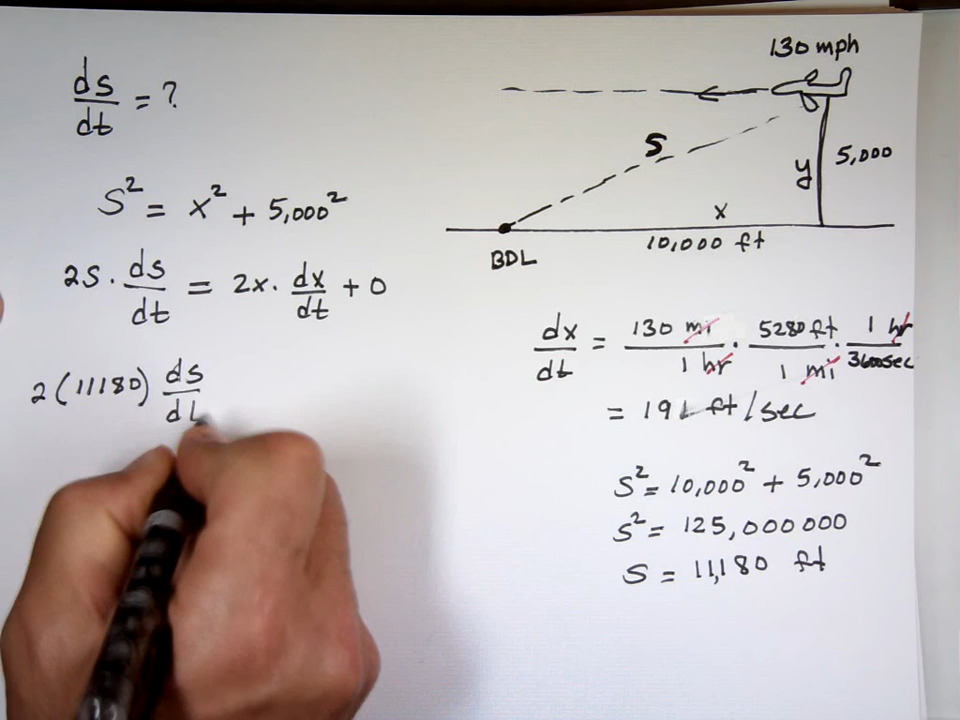 ds/dt = ?
S² = x² + 5,000²
2S · ds/dt = 2x · dx/dt + 0
2(11180) ds/d
130 mph
S
y
5,000
x
10,000 ft
BDL
dx/dt = 130 mi/1 hr · 5280 ft/1 mi · 1 hr/3600 sec
= 191 ft/sec
S² = 10,000² + 5,000²
S² = 125,000000
S = 11,180 ft